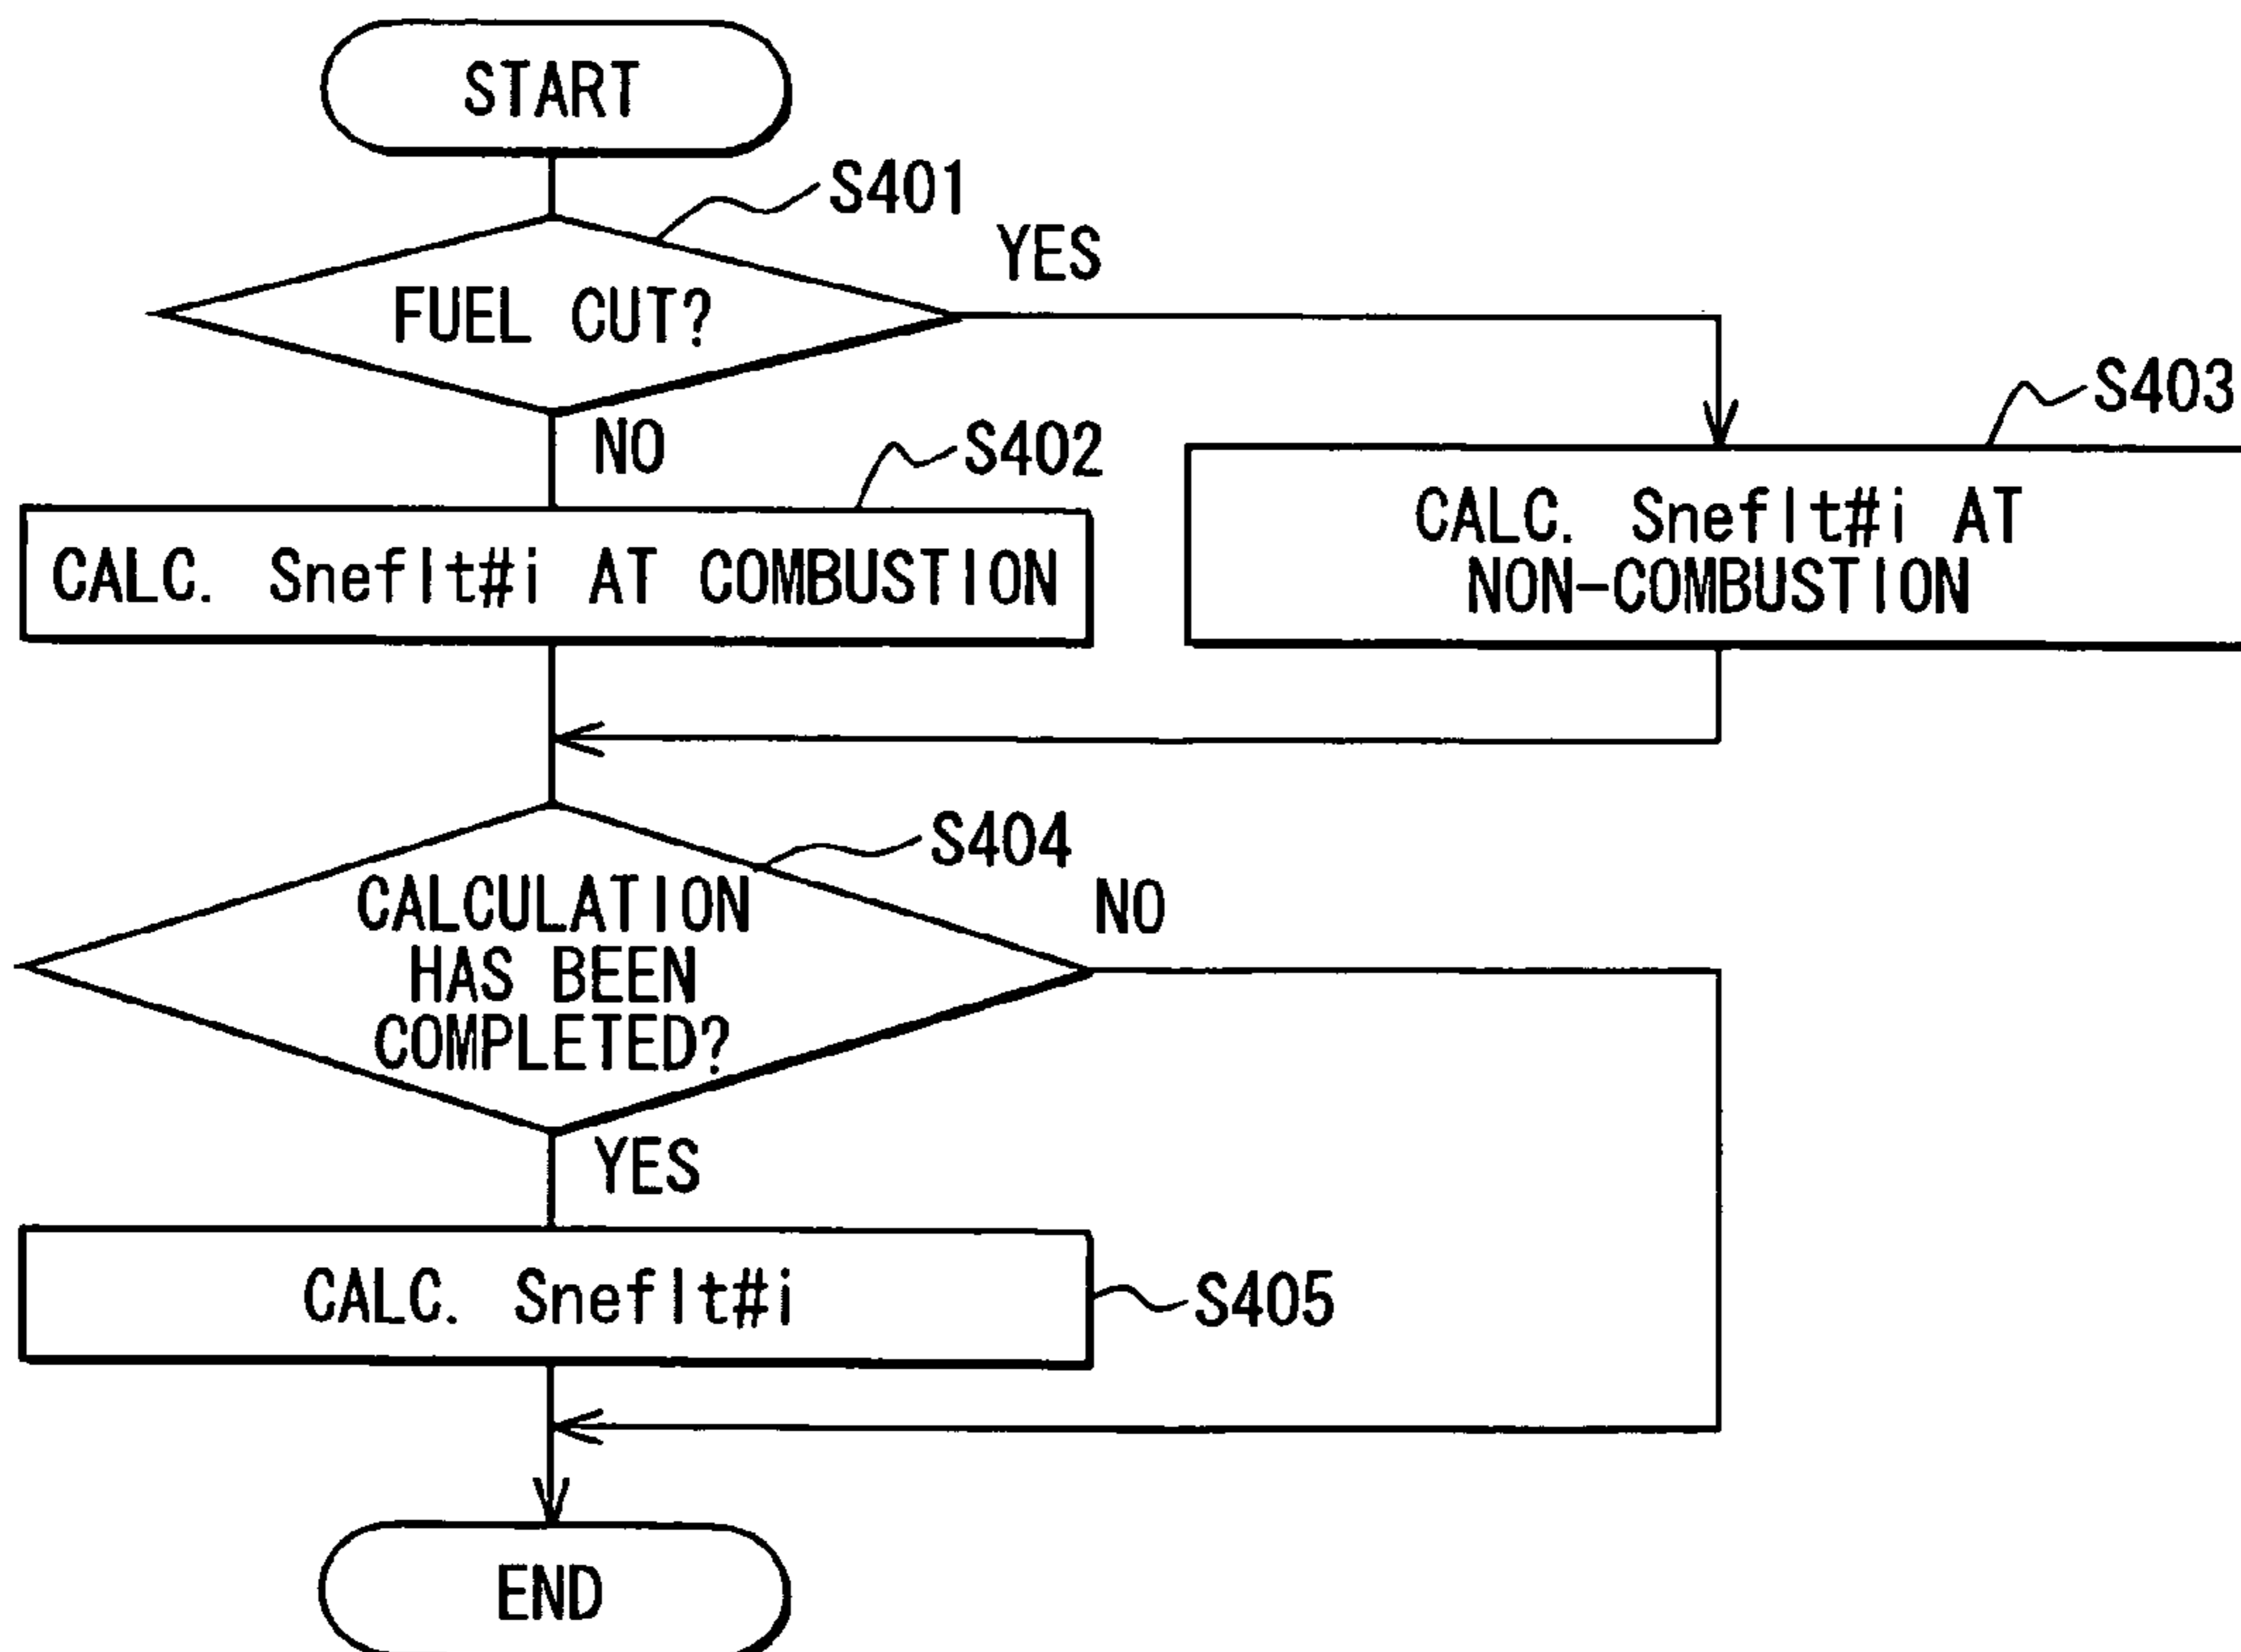 START
S401
FUEL CUT?
YES
NO
S402
S403
CALC. Sneflt#i AT COMBUSTION
CALC. Sneflt#i AT
NON-COMBUSTION
S404
CALCULATION
HAS BEEN
COMPLETED?
NO
YES
CALC. Sneflt#i
S405
END